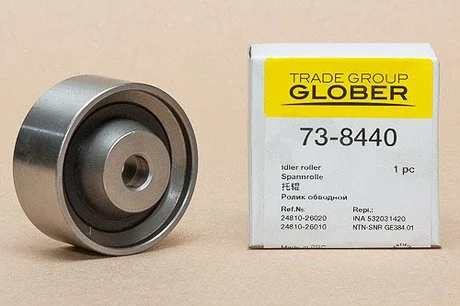 TRADE GROUP
GLOBER
73-8440
Idler roller 1 pc
Spannrolle
托辊
Ролик обводной
Ref.№: Repl.:
24810-26020 INA 532031420
24810-26010 NTN-SNR GE384.01